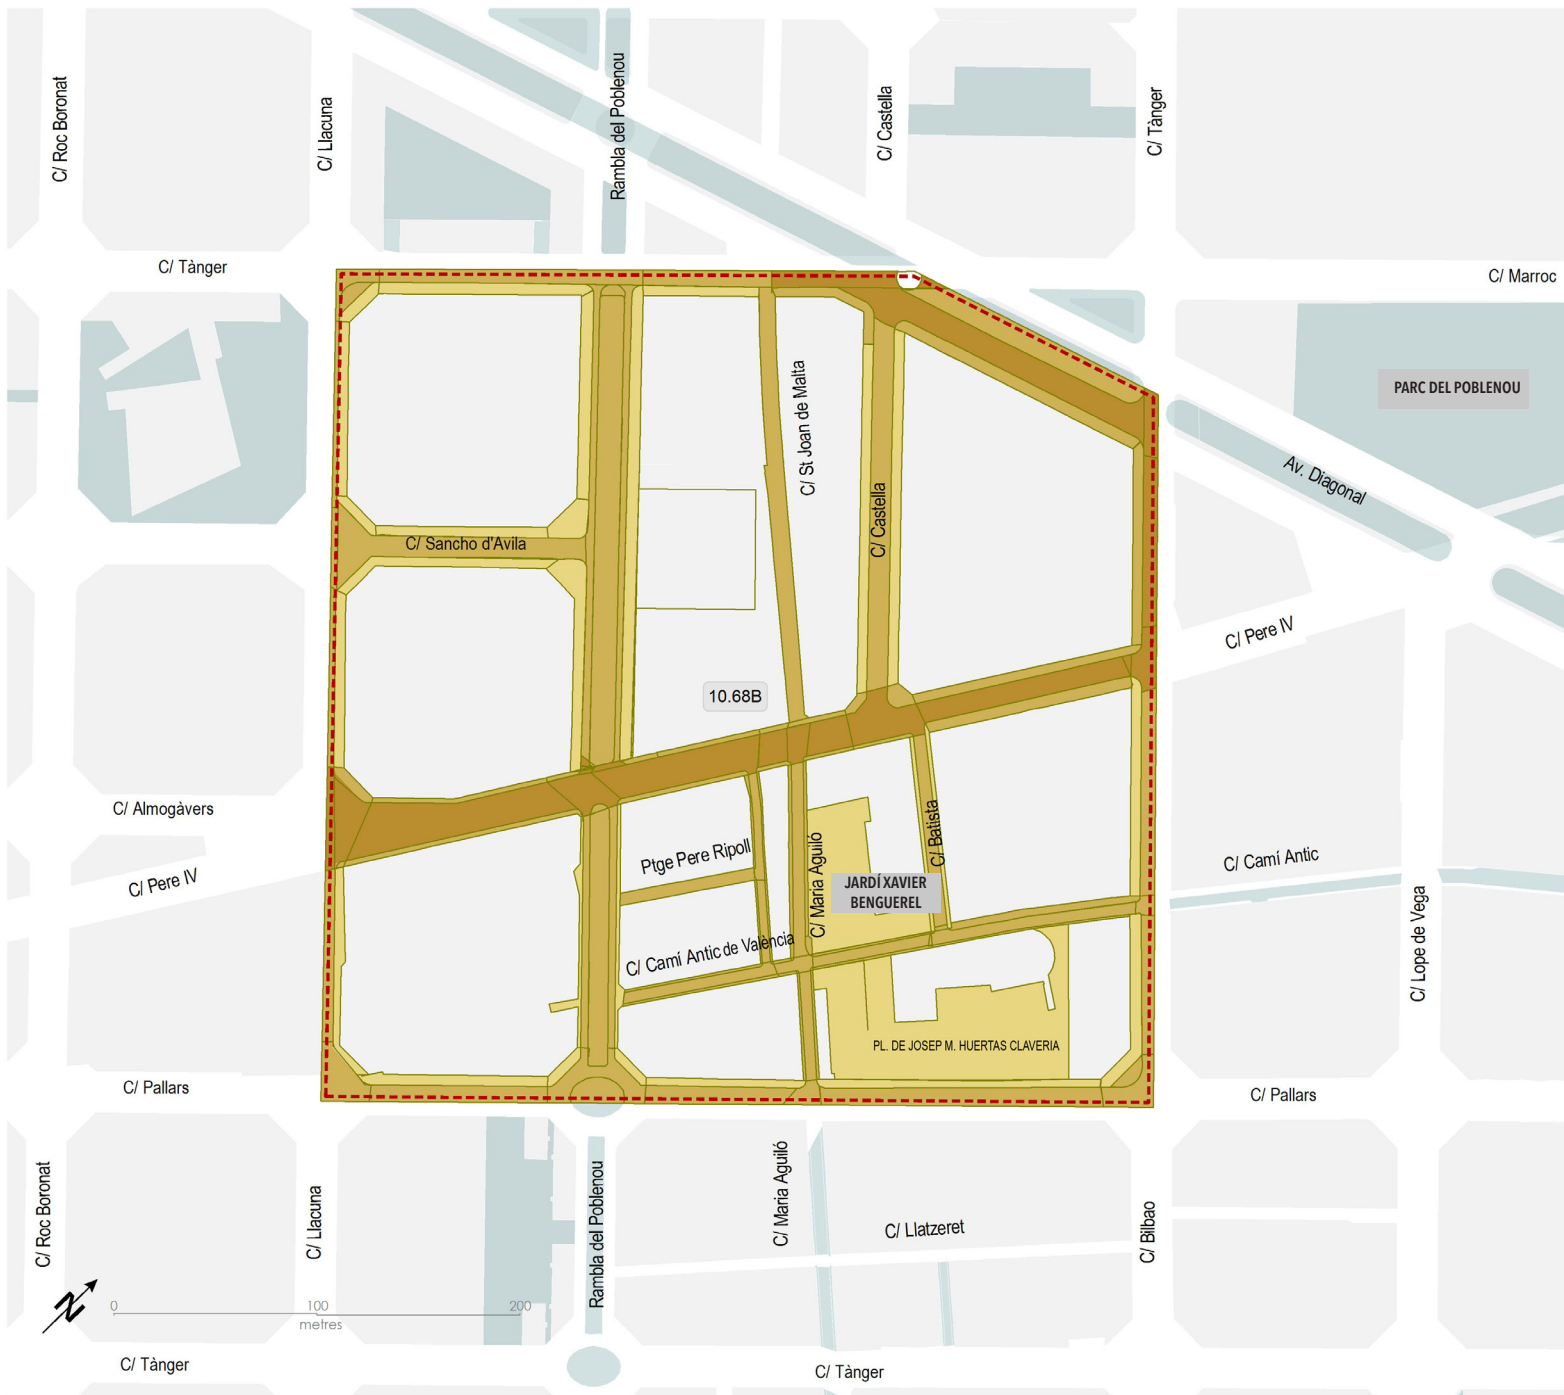 C/ Roc Boronat
C/ Llacuna
Rambla del Poblenou
C/ Castella
C/ Tànger
C/ Tànger
C/ Marroc
PARC DEL POBLENOU
C/ St Joan de Malta
Av. Diagonal
C/ Castella
C/ Sancho d'Avila
C/ Pere IV
10.68B
C/ Almogàvers
C/ Batista
Ptge Pere Ripoll
C/ Maria Aguiló
C/ Camí Antic
C/ Pere IV
JARDÍ XAVIER
BENGUEREL
C/ Camí Antic de València
C/ Lope de Vega
PL. DE JOSEP M. HUERTAS CLAVERIA
C/ Pallars
C/ Pallars
C/ Roc Boronat
C/ Llacuna
Rambla del Poblenou
C/ Maria Aguiló
C/ Llatzeret
C/ Bilbao
N
0 100 200
metres
C/ Tànger
C/ Tànger